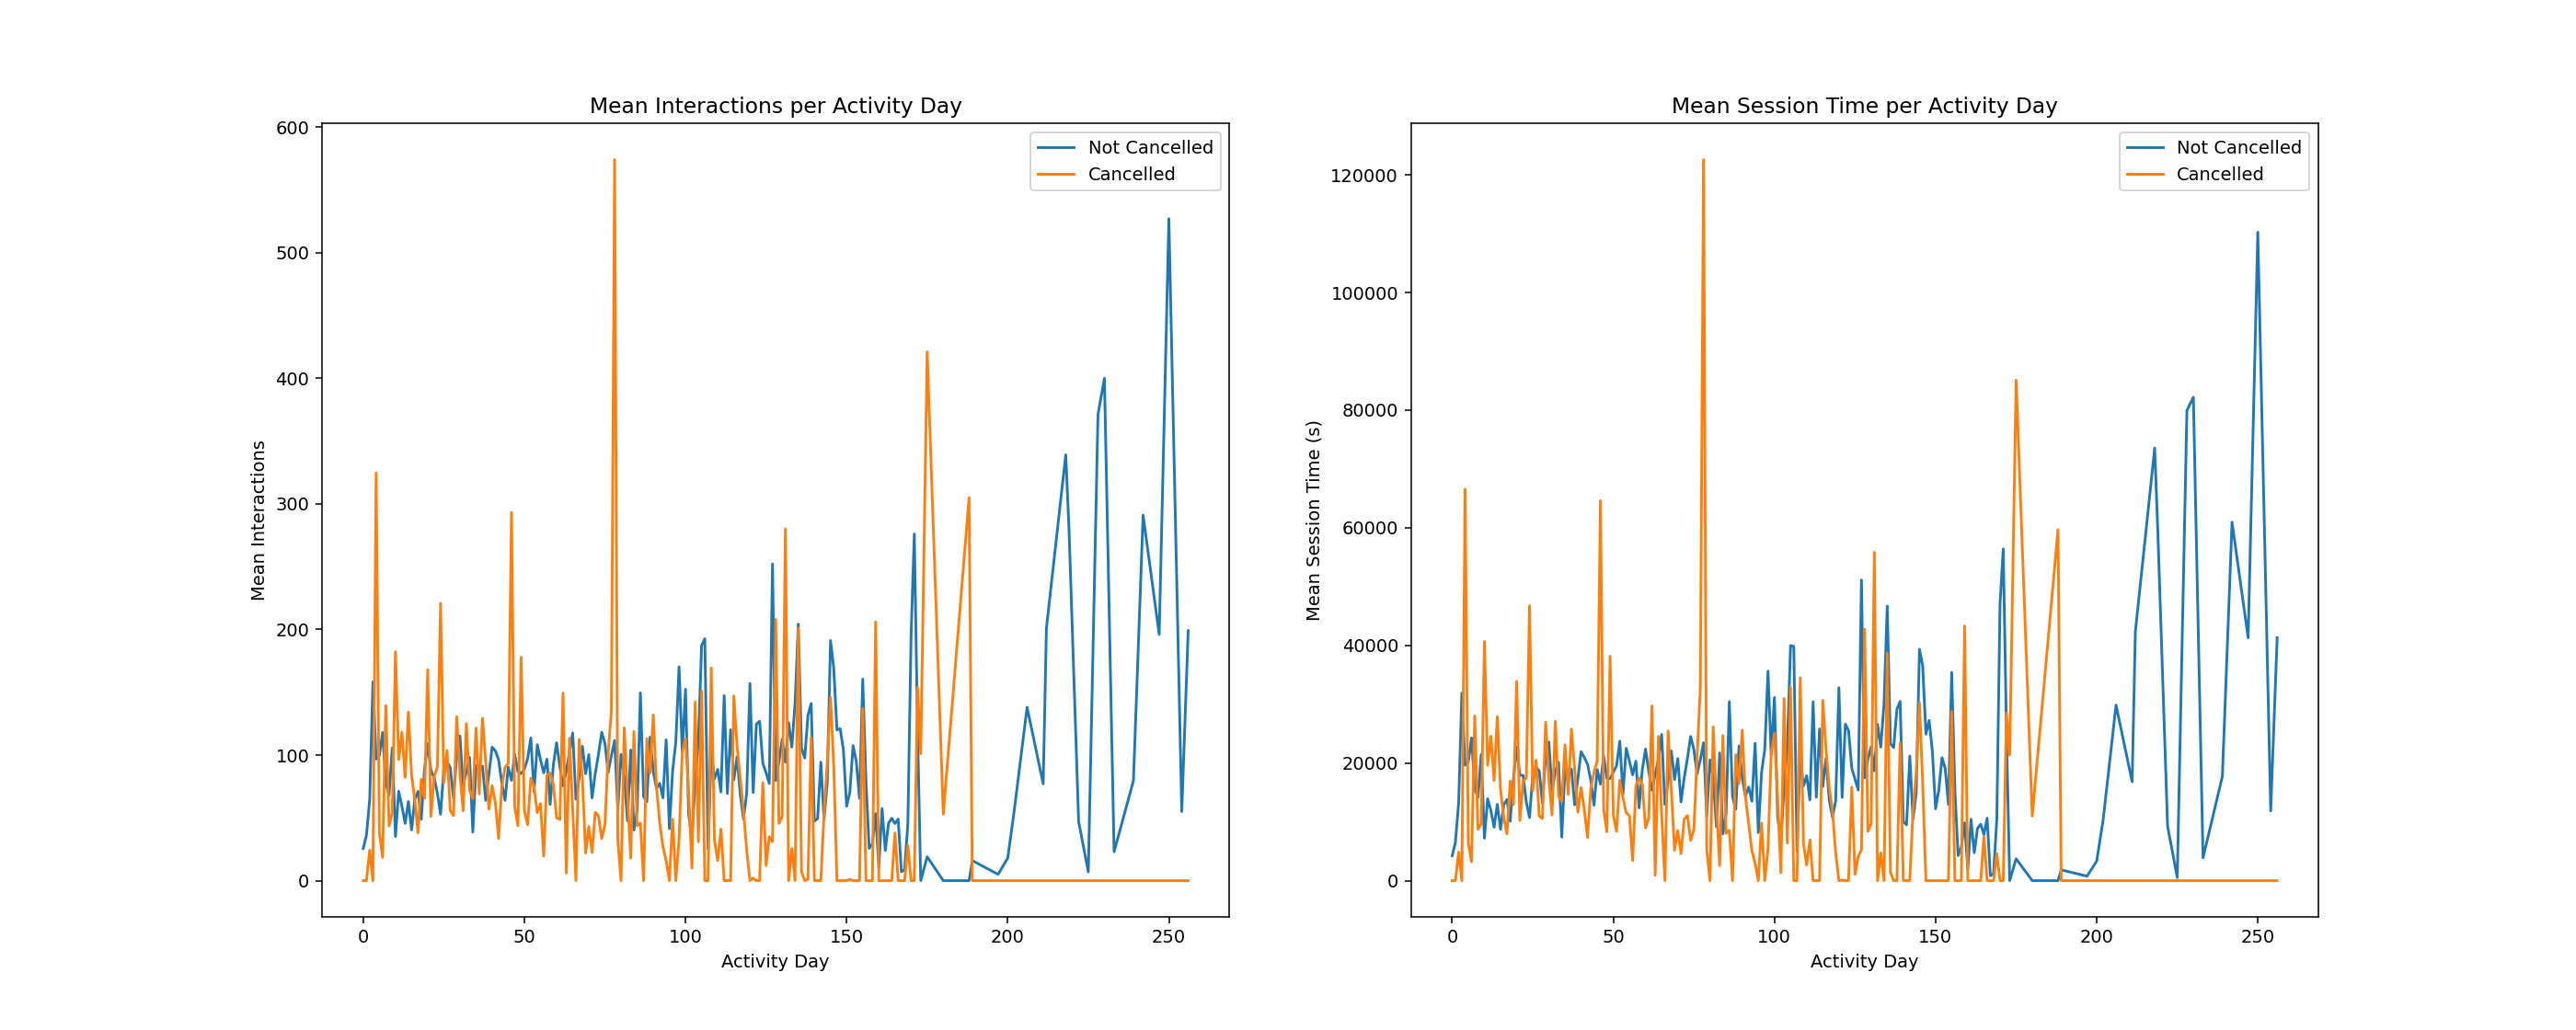 Mean Interactions per Activity Day
600
500
400
300
200
100
0
Mean Interactions
0 50 100 150 200 250
Activity Day
Not Cancelled
Cancelled
Mean Session Time per Activity Day
120000
100000
80000
60000
40000
20000
0
Mean Session Time (s)
0 50 100 150 200 250
Activity Day
Not Cancelled
Cancelled